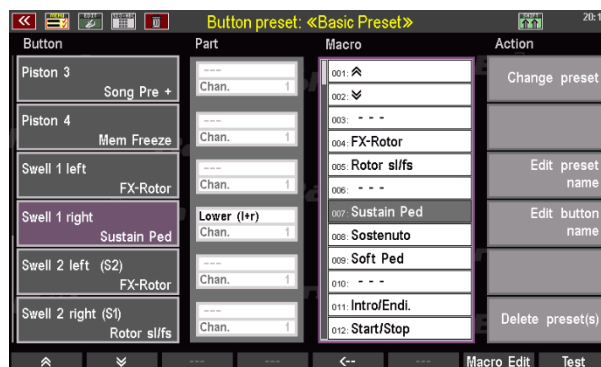 Button preset: «Basic Preset»
20:1
Button
Part
Macro
Action
Piston 3
Song Pre +
---
Chan. 1
Piston 4
Mem Freeze
---
Chan. 1
Swell 1 left
FX-Rotor
---
Chan. 1
Swell 1 right
Sustain Ped
Lower (l+r)
Chan. 1
Swell 2 left (S2)
FX-Rotor
---
Chan. 1
Swell 2 right (S1)
Rotor sl/fs
---
Chan. 1
001:
002:
003: - - -
004: FX-Rotor
005: Rotor sl/fs
006: - - -
007: Sustain Ped
008: Sostenuto
009: Soft Ped
010: - - -
011: Intro/Endi.
012: Start/Stop
Change preset
Edit preset
name
Edit button
name
Delete preset(s)
---
---
<--
---
Macro Edit
Test